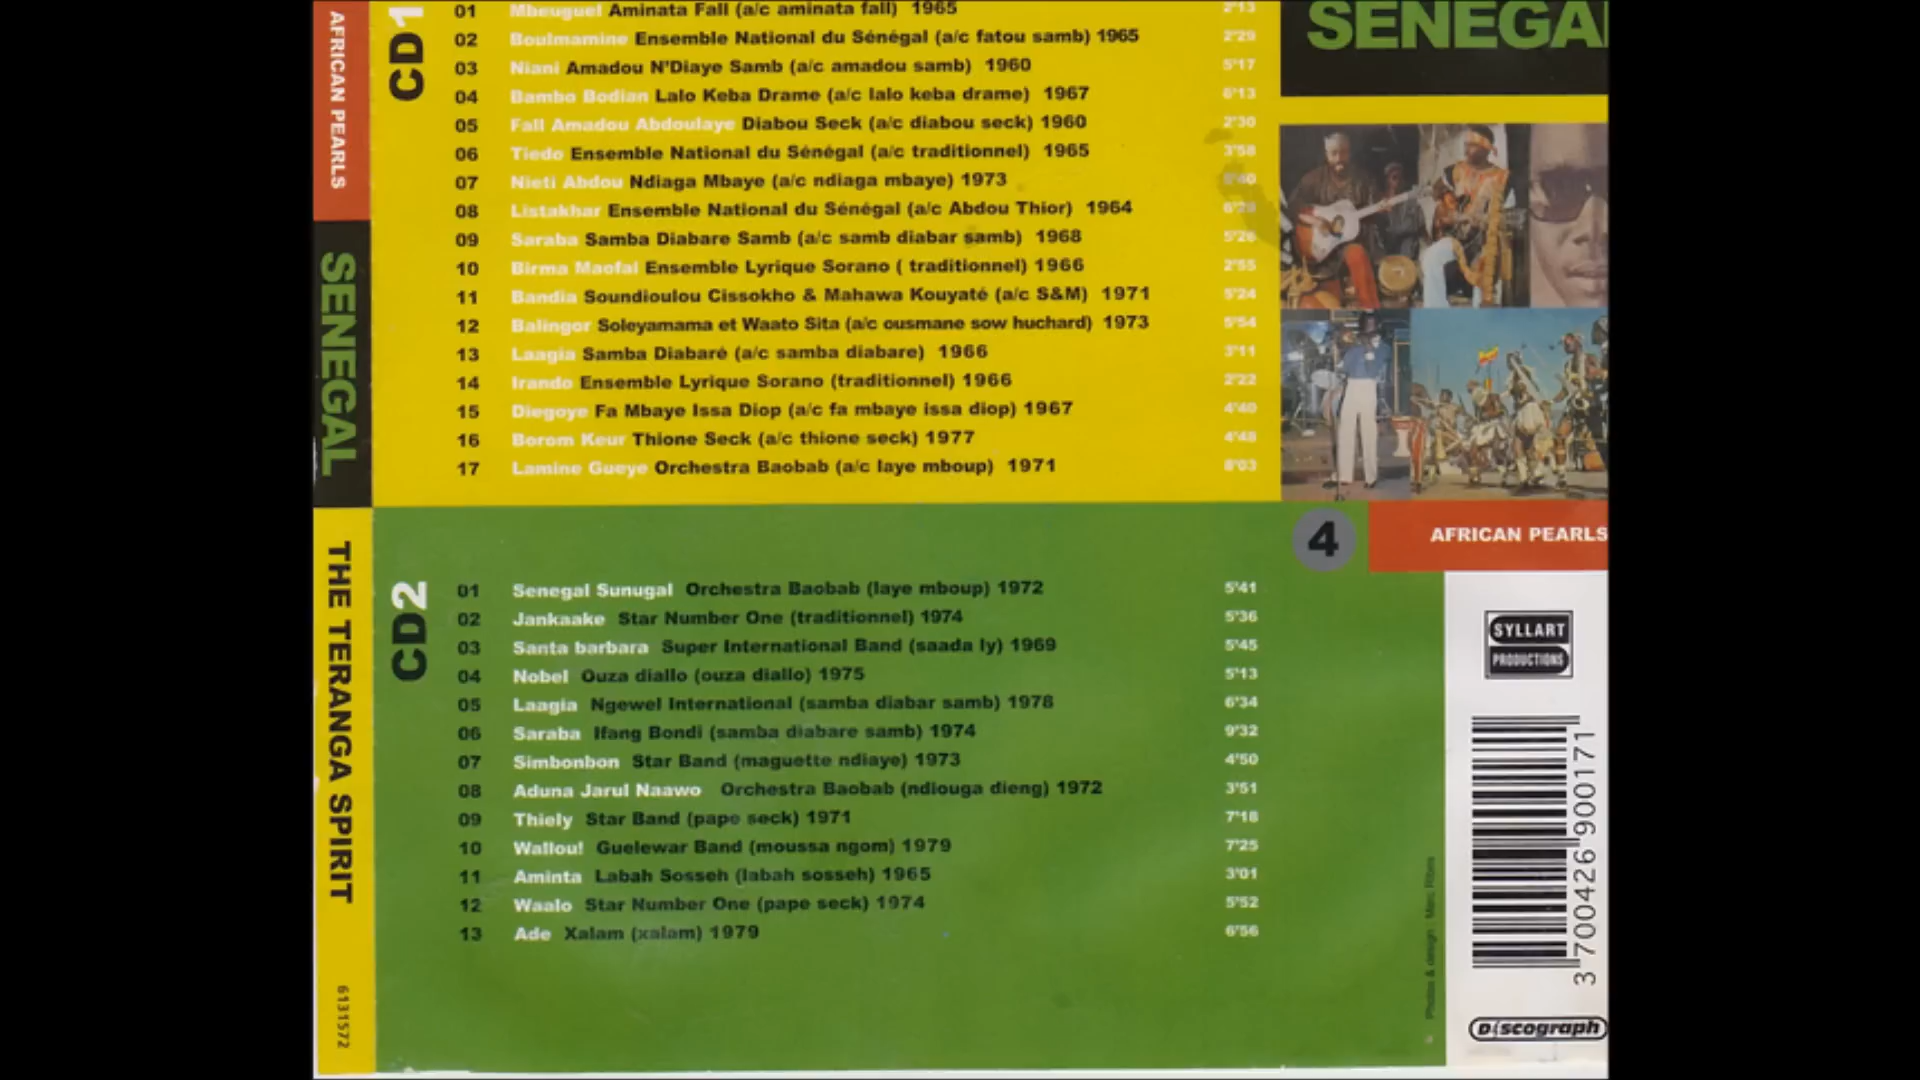 AFRICAN PEARLS
SENEGAL
THE TERANGA SPIRIT
6131572
CD1
01 Mbeuguel Aminata Fall (a/c aminata fall) 1965 2'13
02 Boulmamine Ensemble National du Sénégal (a/c fatou samb) 1965 2'29
03 Niani Amadou N'Diaye Samb (a/c amadou samb) 1960 5'17
04 Bambo Bodian Lalo Keba Drame (a/c lalo keba drame) 1967 6'13
05 Fall Amadou Abdoulaye Diabou Seck (a/c diabou seck) 1960 2'30
06 Tiedo Ensemble National du Sénégal (a/c traditionnel) 1965 3'58
07 Nieti Abdou Ndiaga Mbaye (a/c ndiaga mbaye) 1973
08 Listakhar Ensemble National du Sénégal (a/c Abdou Thior) 1964
09 Saraba Samba Diabare Samb (a/c samb diabar samb) 1968 5'26
10 Birma Maofal Ensemble Lyrique Sorano ( traditionnel) 1966 2'55
11 Bandia Soundioulou Cissokho & Mahawa Kouyaté (a/c S&M) 1971 5'24
12 Balingor Soleyamama et Waato Sita (a/c ousmane sow huchard) 1973 5'54
13 Laagia Samba Diabaré (a/c samba diabare) 1966 3'11
14 Irando Ensemble Lyrique Sorano (traditionnel) 1966 2'22
15 Diegoye Fa Mbaye Issa Diop (a/c fa mbaye issa diop) 1967 4'40
16 Borom Keur Thione Seck (a/c thione seck) 1977 4'48
17 Lamine Gueye Orchestra Baobab (a/c laye mboup) 1971 8'03
CD2
01 Senegal Sunugal Orchestra Baobab (laye mboup) 1972 5'41
02 Jankaake Star Number One (traditionnel) 1974 5'36
03 Santa barbara Super International Band (saada ly) 1969 5'45
04 Nobel Ouza diallo (ouza diallo) 1975 5'13
05 Laagia Ngewel International (samba diabar samb) 1978 6'34
06 Saraba Ifang Bondi (samba diabare samb) 1974 9'32
07 Simbonbon Star Band (maguette ndiaye) 1973 4'50
08 Aduna Jarul Naawo Orchestra Baobab (ndiouga dieng) 1972 3'51
09 Thiely Star Band (pape seck) 1971 7'18
10 Wallou! Guelewar Band (moussa ngom) 1979 7'25
11 Aminta Labah Sosseh (labah sosseh) 1965 3'01
12 Waalo Star Number One (pape seck) 1974 5'52
13 Ade Xalam (xalam) 1979 6'56
SENEGAL
4
AFRICAN PEARLS
SYLLART
PRODUCTIONS
3 700426 900171
Photos & design : Marc Ribes
Discograph